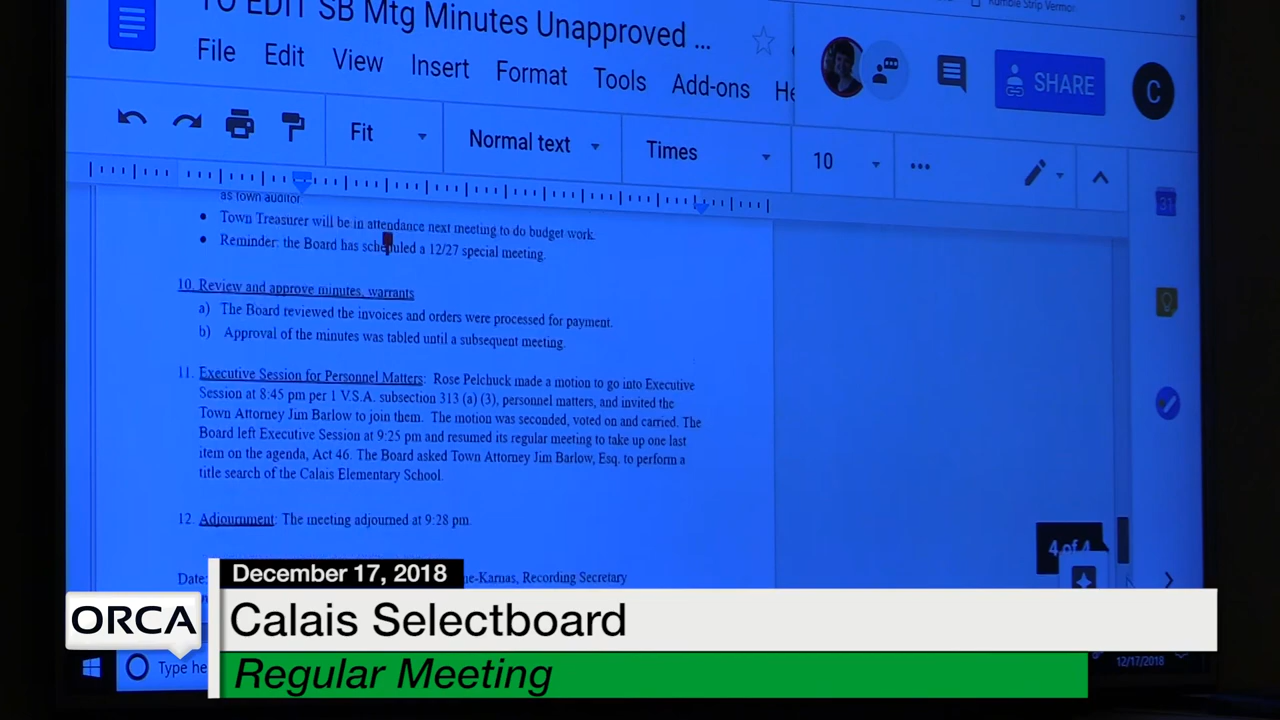 Rumble Strip Vermon
TO EDIT SB Mtg Minutes Unapproved ...
File Edit View Insert Format Tools Add-ons He
SHARE
C
Fit
Normal text
Times
10
...
31
as town auditor
• Town Treasurer will be in attendance next meeting to do budget work.
• Reminder: the Board has scheduled a 12/27 special meeting.
10. Review and approve minutes, warrants
a) The Board reviewed the invoices and orders were processed for payment.
b) Approval of the minutes was tabled until a subsequent meeting.
11. Executive Session for Personnel Matters: Rose Pelchuck made a motion to go into Executive
Session at 8:45 pm per 1 V.S.A. subsection 313 (a) (3), personnel matters, and invited the
Town Attorney Jim Barlow to join them. The motion was seconded, voted on and carried. The
Board left Executive Session at 9:25 pm and resumed its regular meeting to take up one last
item on the agenda, Act 46. The Board asked Town Attorney Jim Barlow, Esq. to perform a
title search of the Calais Elementary School.
12. Adjournment: The meeting adjourned at 9:28 pm.
4 of 4
Date: ne-Karnas, Recording Secretary
December 17, 2018
ORCA
Calais Selectboard
Regular Meeting
Type he
12/17/2018